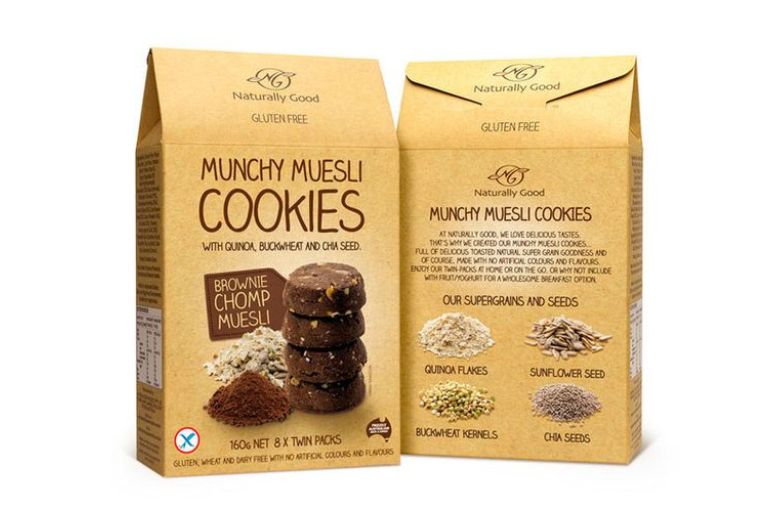 NG
Naturally Good
GLUTEN FREE
MUNCHY MUESLI
COOKIES
WITH QUINOA, BUCKWHEAT AND CHIA SEED.
BROWNIE
CHOMP
MUESLI
160g NET 8 X TWIN PACKS
GLUTEN, WHEAT AND DAIRY FREE WITH NO ARTIFICIAL COLOURS AND FLAVOURS
NG
Naturally Good
GLUTEN FREE
NG
Naturally Good
MUNCHY MUESLI COOKIES
AT NATURALLY GOOD, WE LOVE DELICIOUS TASTES.
THAT'S WHY WE CREATED OUR MUNCHY MUESLI COOKIES...
FULL OF DELICIOUS TOASTED NATURAL SUPER GRAIN GOODNESS AND
OF COURSE, MADE WITH NO ARTIFICIAL COLOURS AND FLAVOURS.
ENJOY OUR TWIN-PACKS AT HOME OR ON THE GO, OR WHY NOT INCLUDE
WITH FRUIT/YOGHURT FOR A WHOLESOME BREAKFAST OPTION.
OUR SUPERGRAINS AND SEEDS
QUINOA FLAKES
SUNFLOWER SEED
BUCKWHEAT KERNELS
CHIA SEEDS